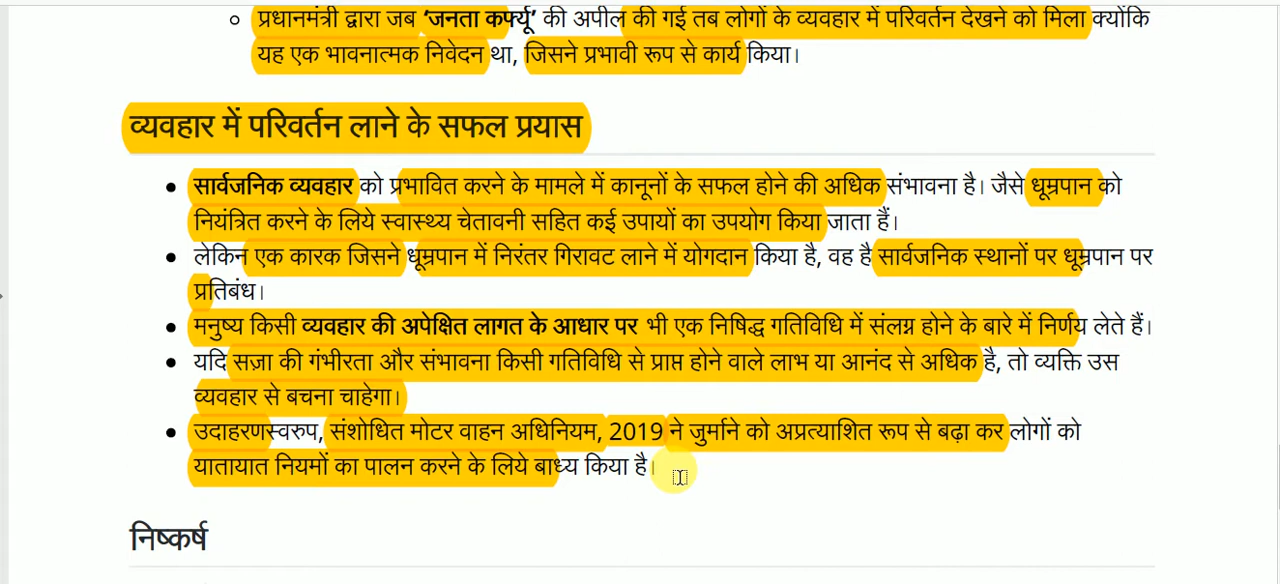 प्रधानमंत्री द्वारा जब ‘जनता कर्फ्यू’ की अपील की गई तब लोगों के व्यवहार में परिवर्तन देखने को मिला क्योंकि
यह एक भावनात्मक निवेदन था, जिसने प्रभावी रूप से कार्य किया।
व्यवहार में परिवर्तन लाने के सफल प्रयास
सार्वजनिक व्यवहार को प्रभावित करने के मामले में कानूनों के सफल होने की अधिक संभावना है। जैसे धूम्रपान को
नियंत्रित करने के लिये स्वास्थ्य चेतावनी सहित कई उपायों का उपयोग किया जाता हैं।
लेकिन एक कारक जिसने धूम्रपान में निरंतर गिरावट लाने में योगदान किया है, वह है सार्वजनिक स्थानों पर धूम्रपान पर
प्रतिबंध।
मनुष्य किसी व्यवहार की अपेक्षित लागत के आधार पर भी एक निषिद्ध गतिविधि में संलग्न होने के बारे में निर्णय लेते हैं।
यदि सज़ा की गंभीरता और संभावना किसी गतिविधि से प्राप्त होने वाले लाभ या आनंद से अधिक है, तो व्यक्ति उस
व्यवहार से बचना चाहेगा।
उदाहरणस्वरुप, संशोधित मोटर वाहन अधिनियम, 2019 ने जुर्माने को अप्रत्याशित रूप से बढ़ा कर लोगों को
यातायात नियमों का पालन करने के लिये बाध्य किया है।
निष्कर्ष